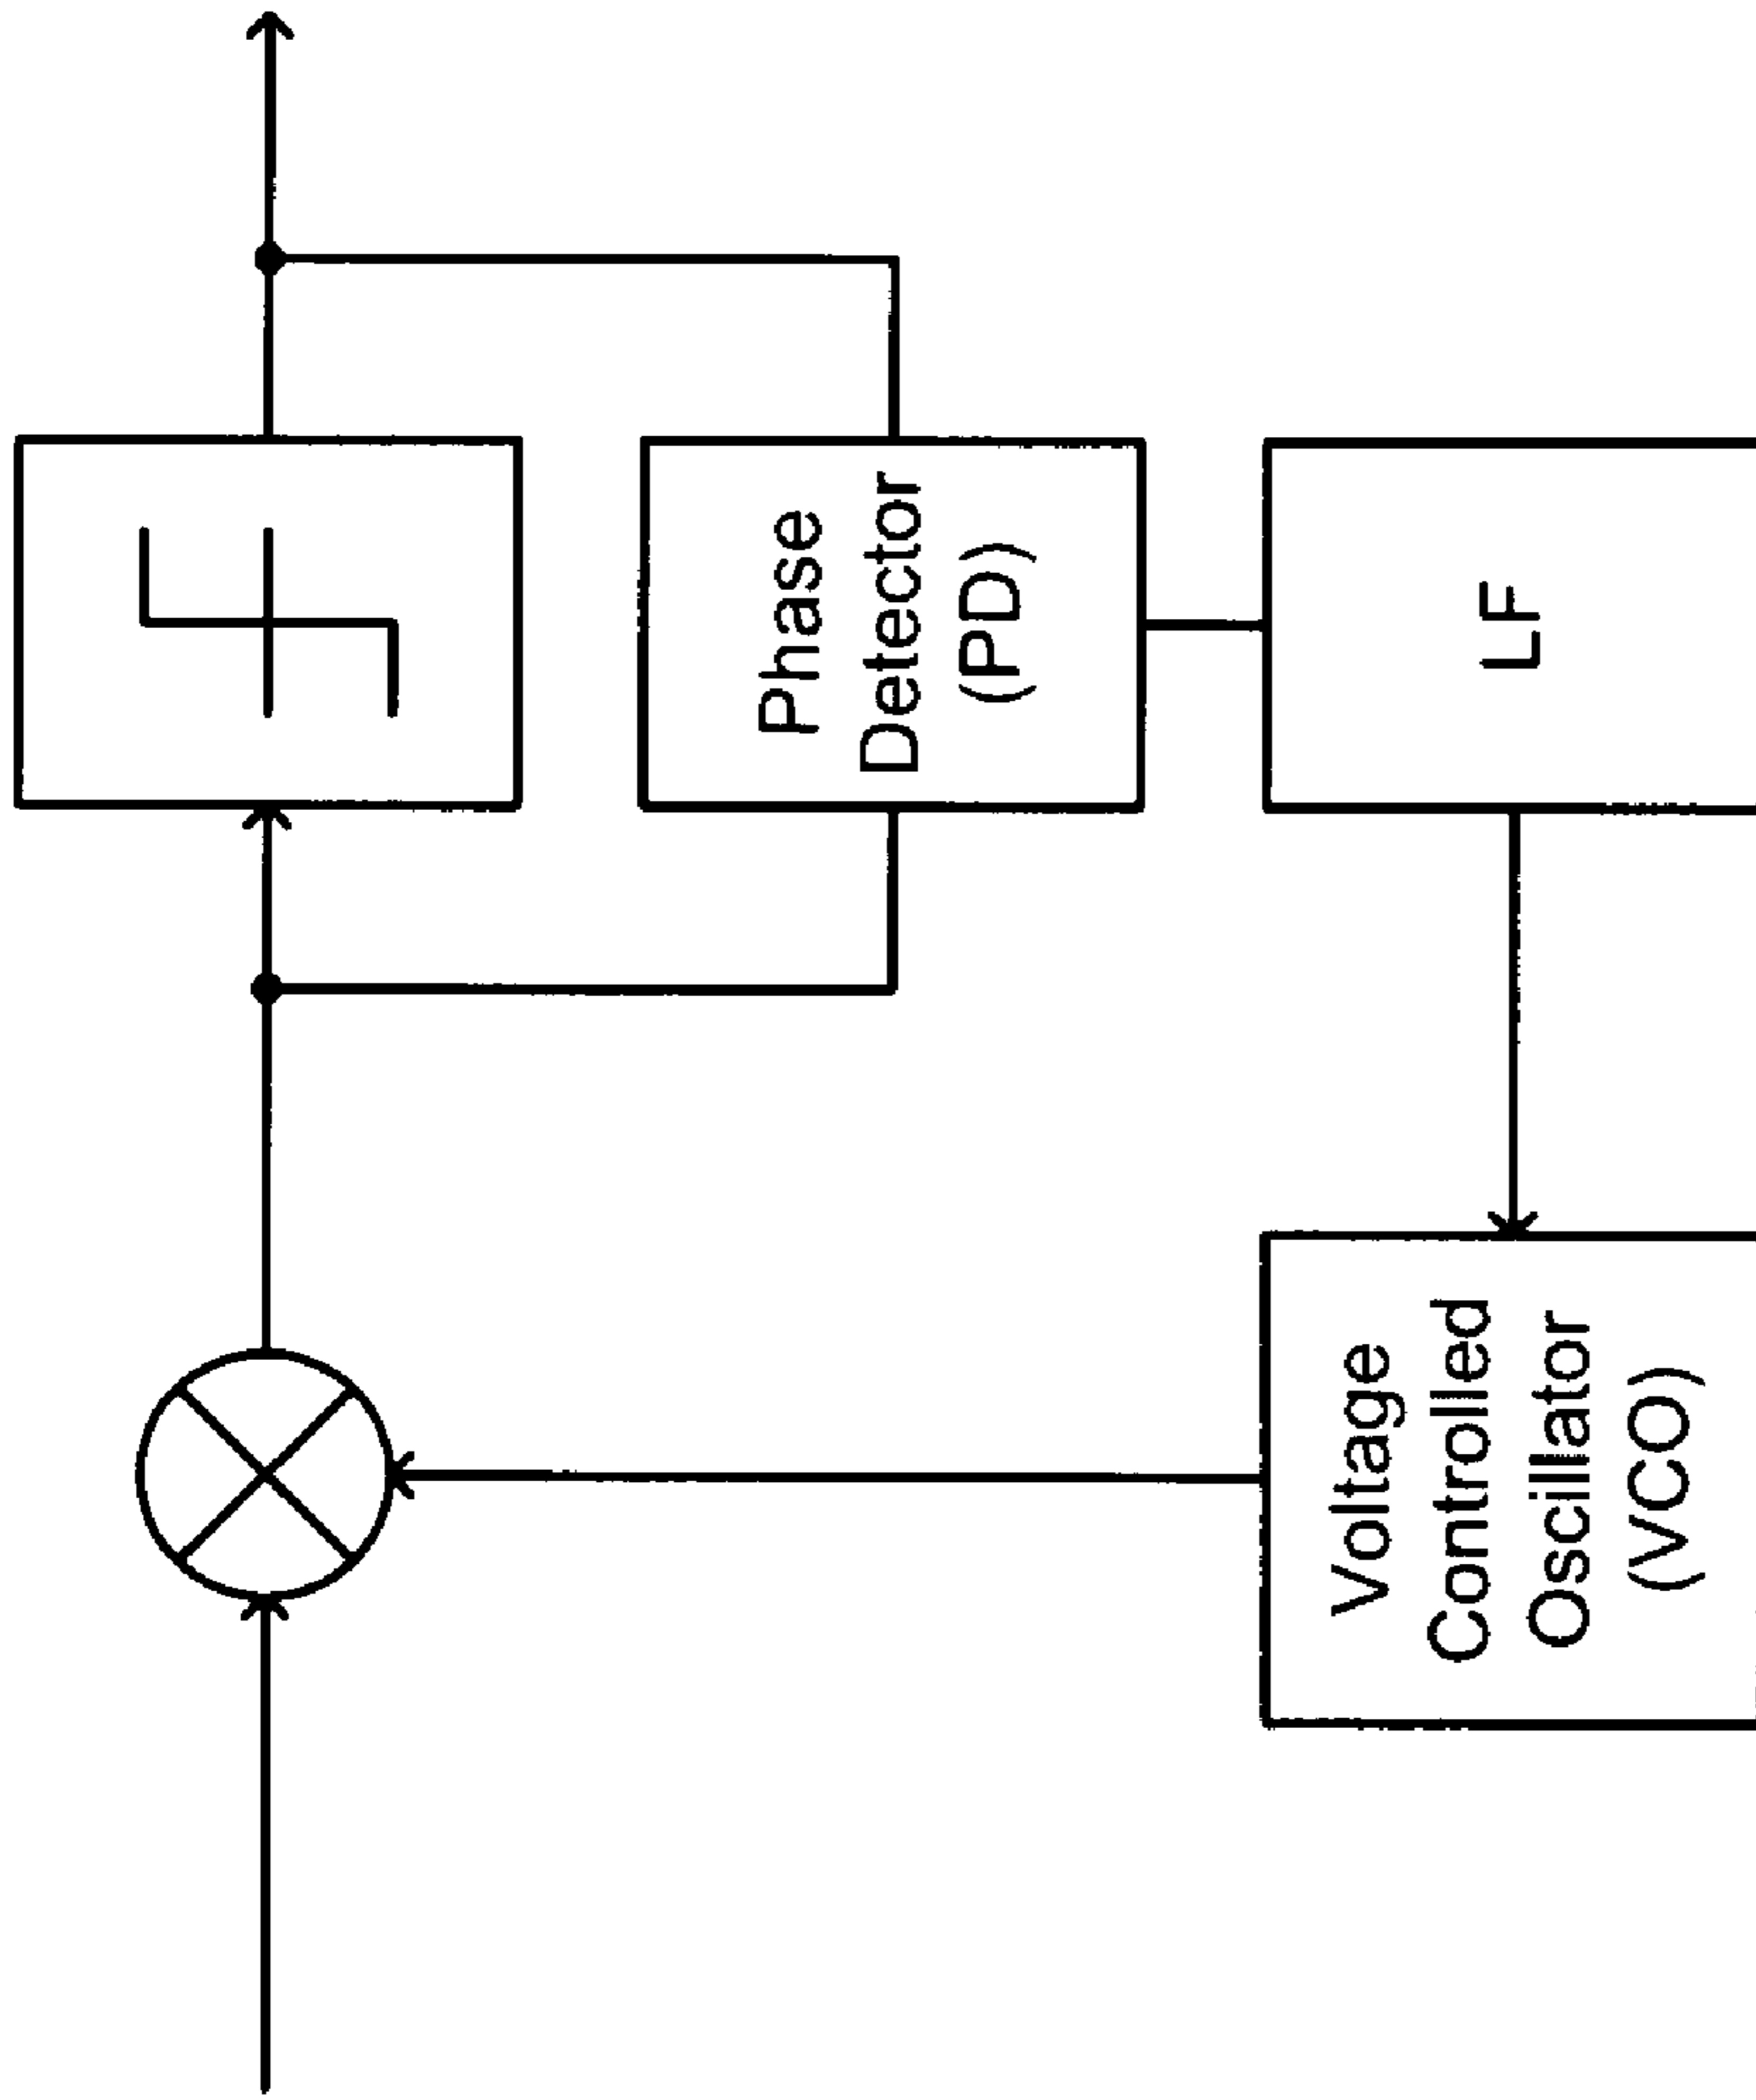 Phase
Detector
(PD)
LF
Voltage
Controlled
Oscillator
(VCO)